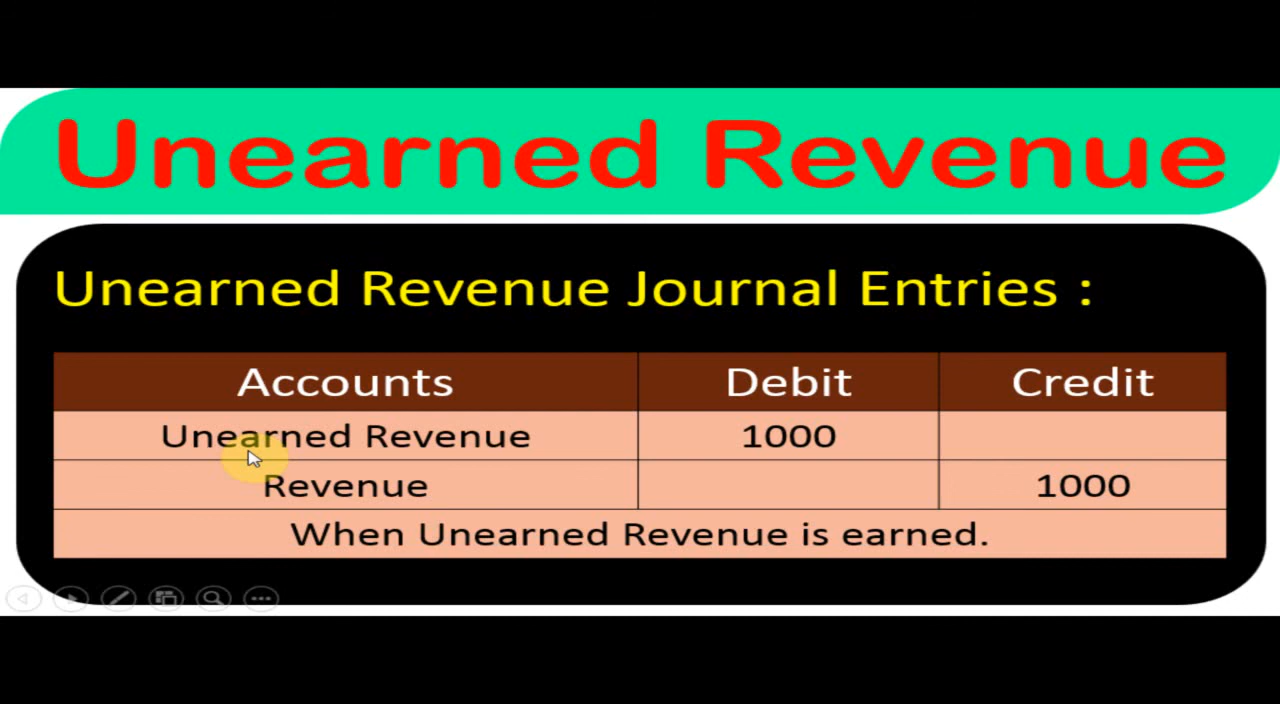 Unearned Revenue
Unearned Revenue Journal Entries :
Accounts Debit Credit
Unearned Revenue 1000
Revenue 1000
When Unearned Revenue is earned.